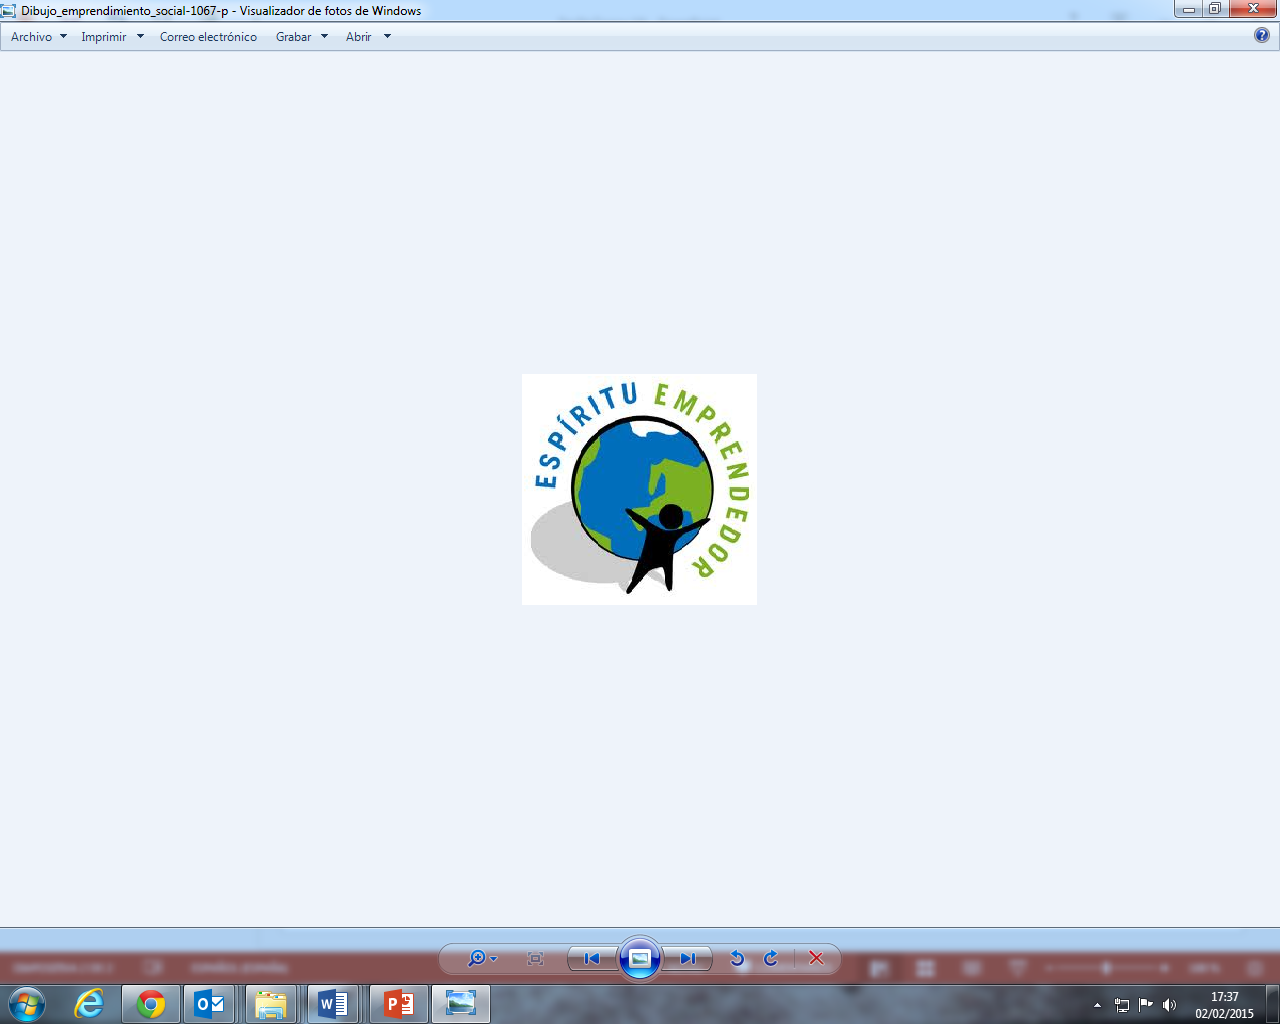 Dibujo_emprendimiento_social-1067-p - Visualizador de fotos de Windows
Archivo Imprimir Correo electrónico Grabar Abrir
ESPÍRITU EMPRENDEDOR
17:37
02/02/2015